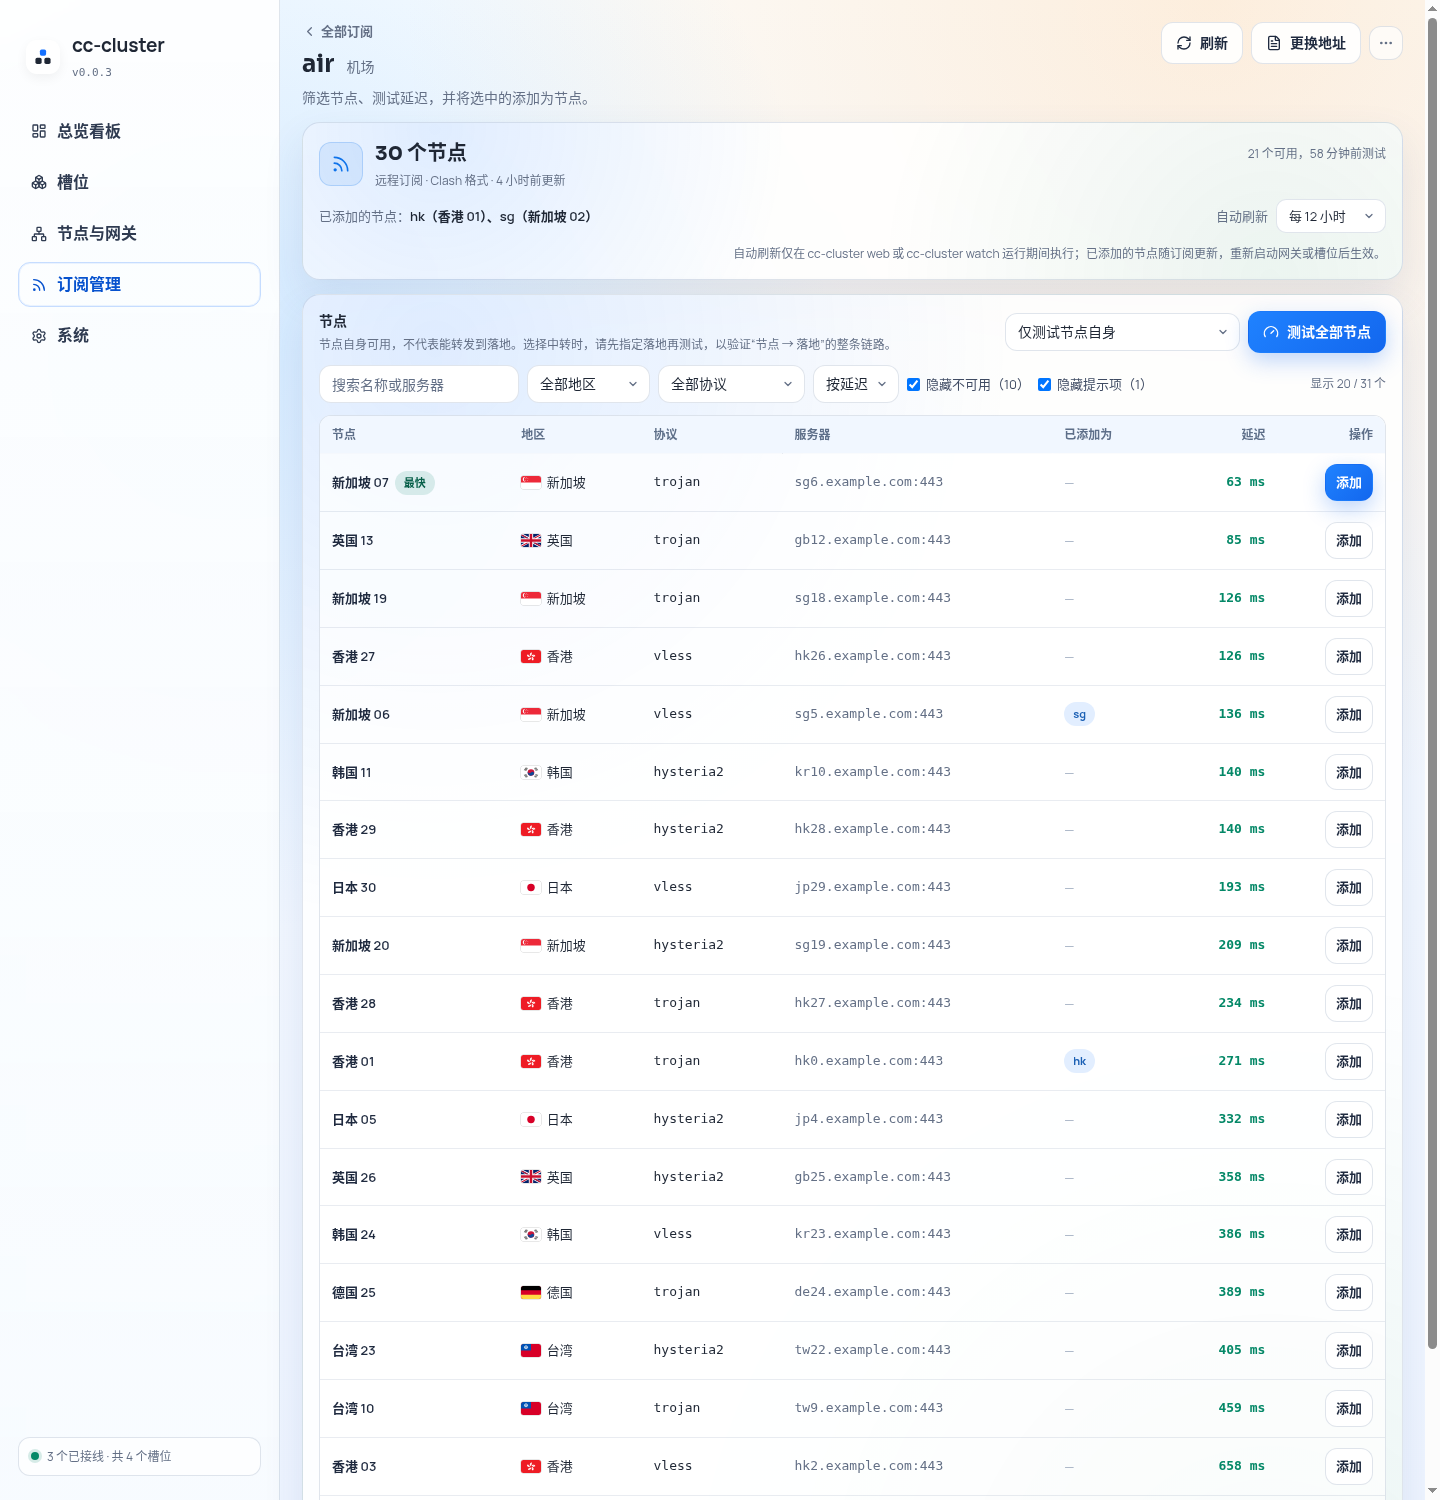 cc-cluster
v0.0.3
总览看板
槽位
节点与网关
订阅管理
系统
3 个已接线 · 共 4 个槽位
全部订阅
air 机场
筛选节点、测试延迟，并将选中的添加为节点。
刷新
更换地址
30 个节点
远程订阅 · Clash 格式 · 4 小时前更新
21 个可用，58 分钟前测试
已添加的节点：hk（香港 01）、sg（新加坡 02）
自动刷新 每 12 小时
自动刷新仅在 cc-cluster web 或 cc-cluster watch 运行期间执行；已添加的节点随订阅更新，重新启动网关或槽位后生效。
节点
节点自身可用，不代表能转发到落地。选择中转时，请先指定落地再测试，以验证“节点 → 落地”的整条链路。
仅测试节点自身
测试全部节点
搜索名称或服务器 全部地区 全部协议 按延迟 隐藏不可用（10） 隐藏提示项（1） 显示 20 / 31 个
节点 地区 协议 服务器 已添加为 延迟 操作
新加坡 07 最快 新加坡 trojan sg6.example.com:443 — 63 ms 添加
英国 13 英国 trojan gb12.example.com:443 — 85 ms 添加
新加坡 19 新加坡 trojan sg18.example.com:443 — 126 ms 添加
香港 27 香港 vless hk26.example.com:443 — 126 ms 添加
新加坡 06 新加坡 vless sg5.example.com:443 sg 136 ms 添加
韩国 11 韩国 hysteria2 kr10.example.com:443 — 140 ms 添加
香港 29 香港 hysteria2 hk28.example.com:443 — 140 ms 添加
日本 30 日本 vless jp29.example.com:443 — 193 ms 添加
新加坡 20 新加坡 hysteria2 sg19.example.com:443 — 209 ms 添加
香港 28 香港 trojan hk27.example.com:443 — 234 ms 添加
香港 01 香港 trojan hk0.example.com:443 hk 271 ms 添加
日本 05 日本 hysteria2 jp4.example.com:443 — 332 ms 添加
英国 26 英国 hysteria2 gb25.example.com:443 — 358 ms 添加
韩国 24 韩国 vless kr23.example.com:443 — 386 ms 添加
德国 25 德国 trojan de24.example.com:443 — 389 ms 添加
台湾 23 台湾 hysteria2 tw22.example.com:443 — 405 ms 添加
台湾 10 台湾 trojan tw9.example.com:443 — 459 ms 添加
香港 03 香港 vless hk2.example.com:443 — 658 ms 添加